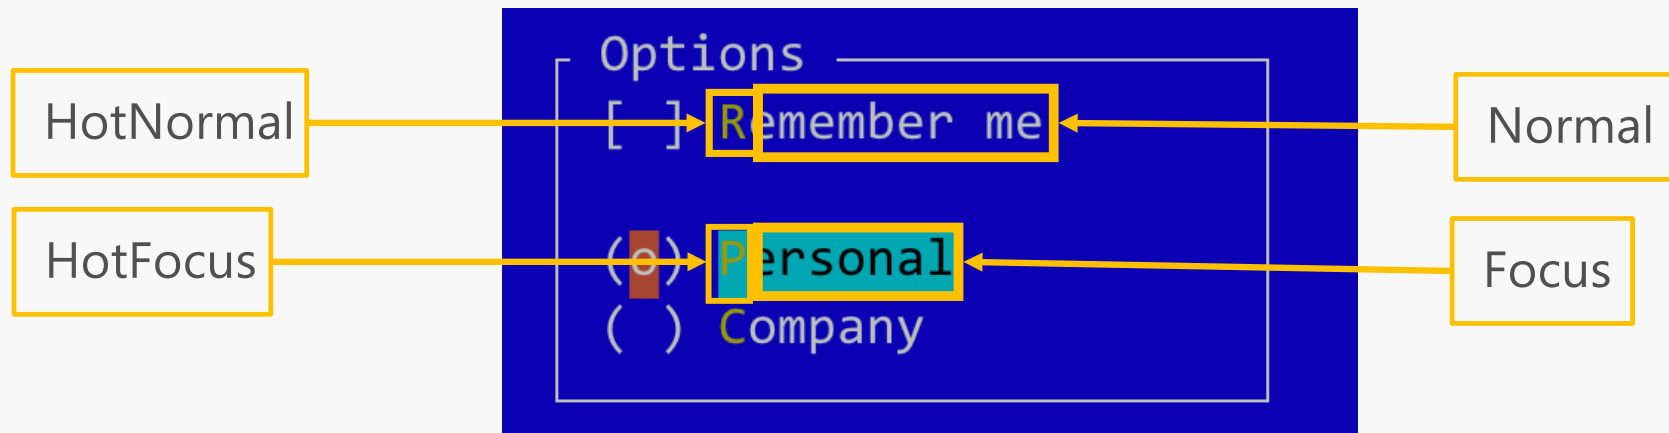 Options
HotNormal [ ] Remember me Normal
HotFocus (o) Personal Focus
( ) Company